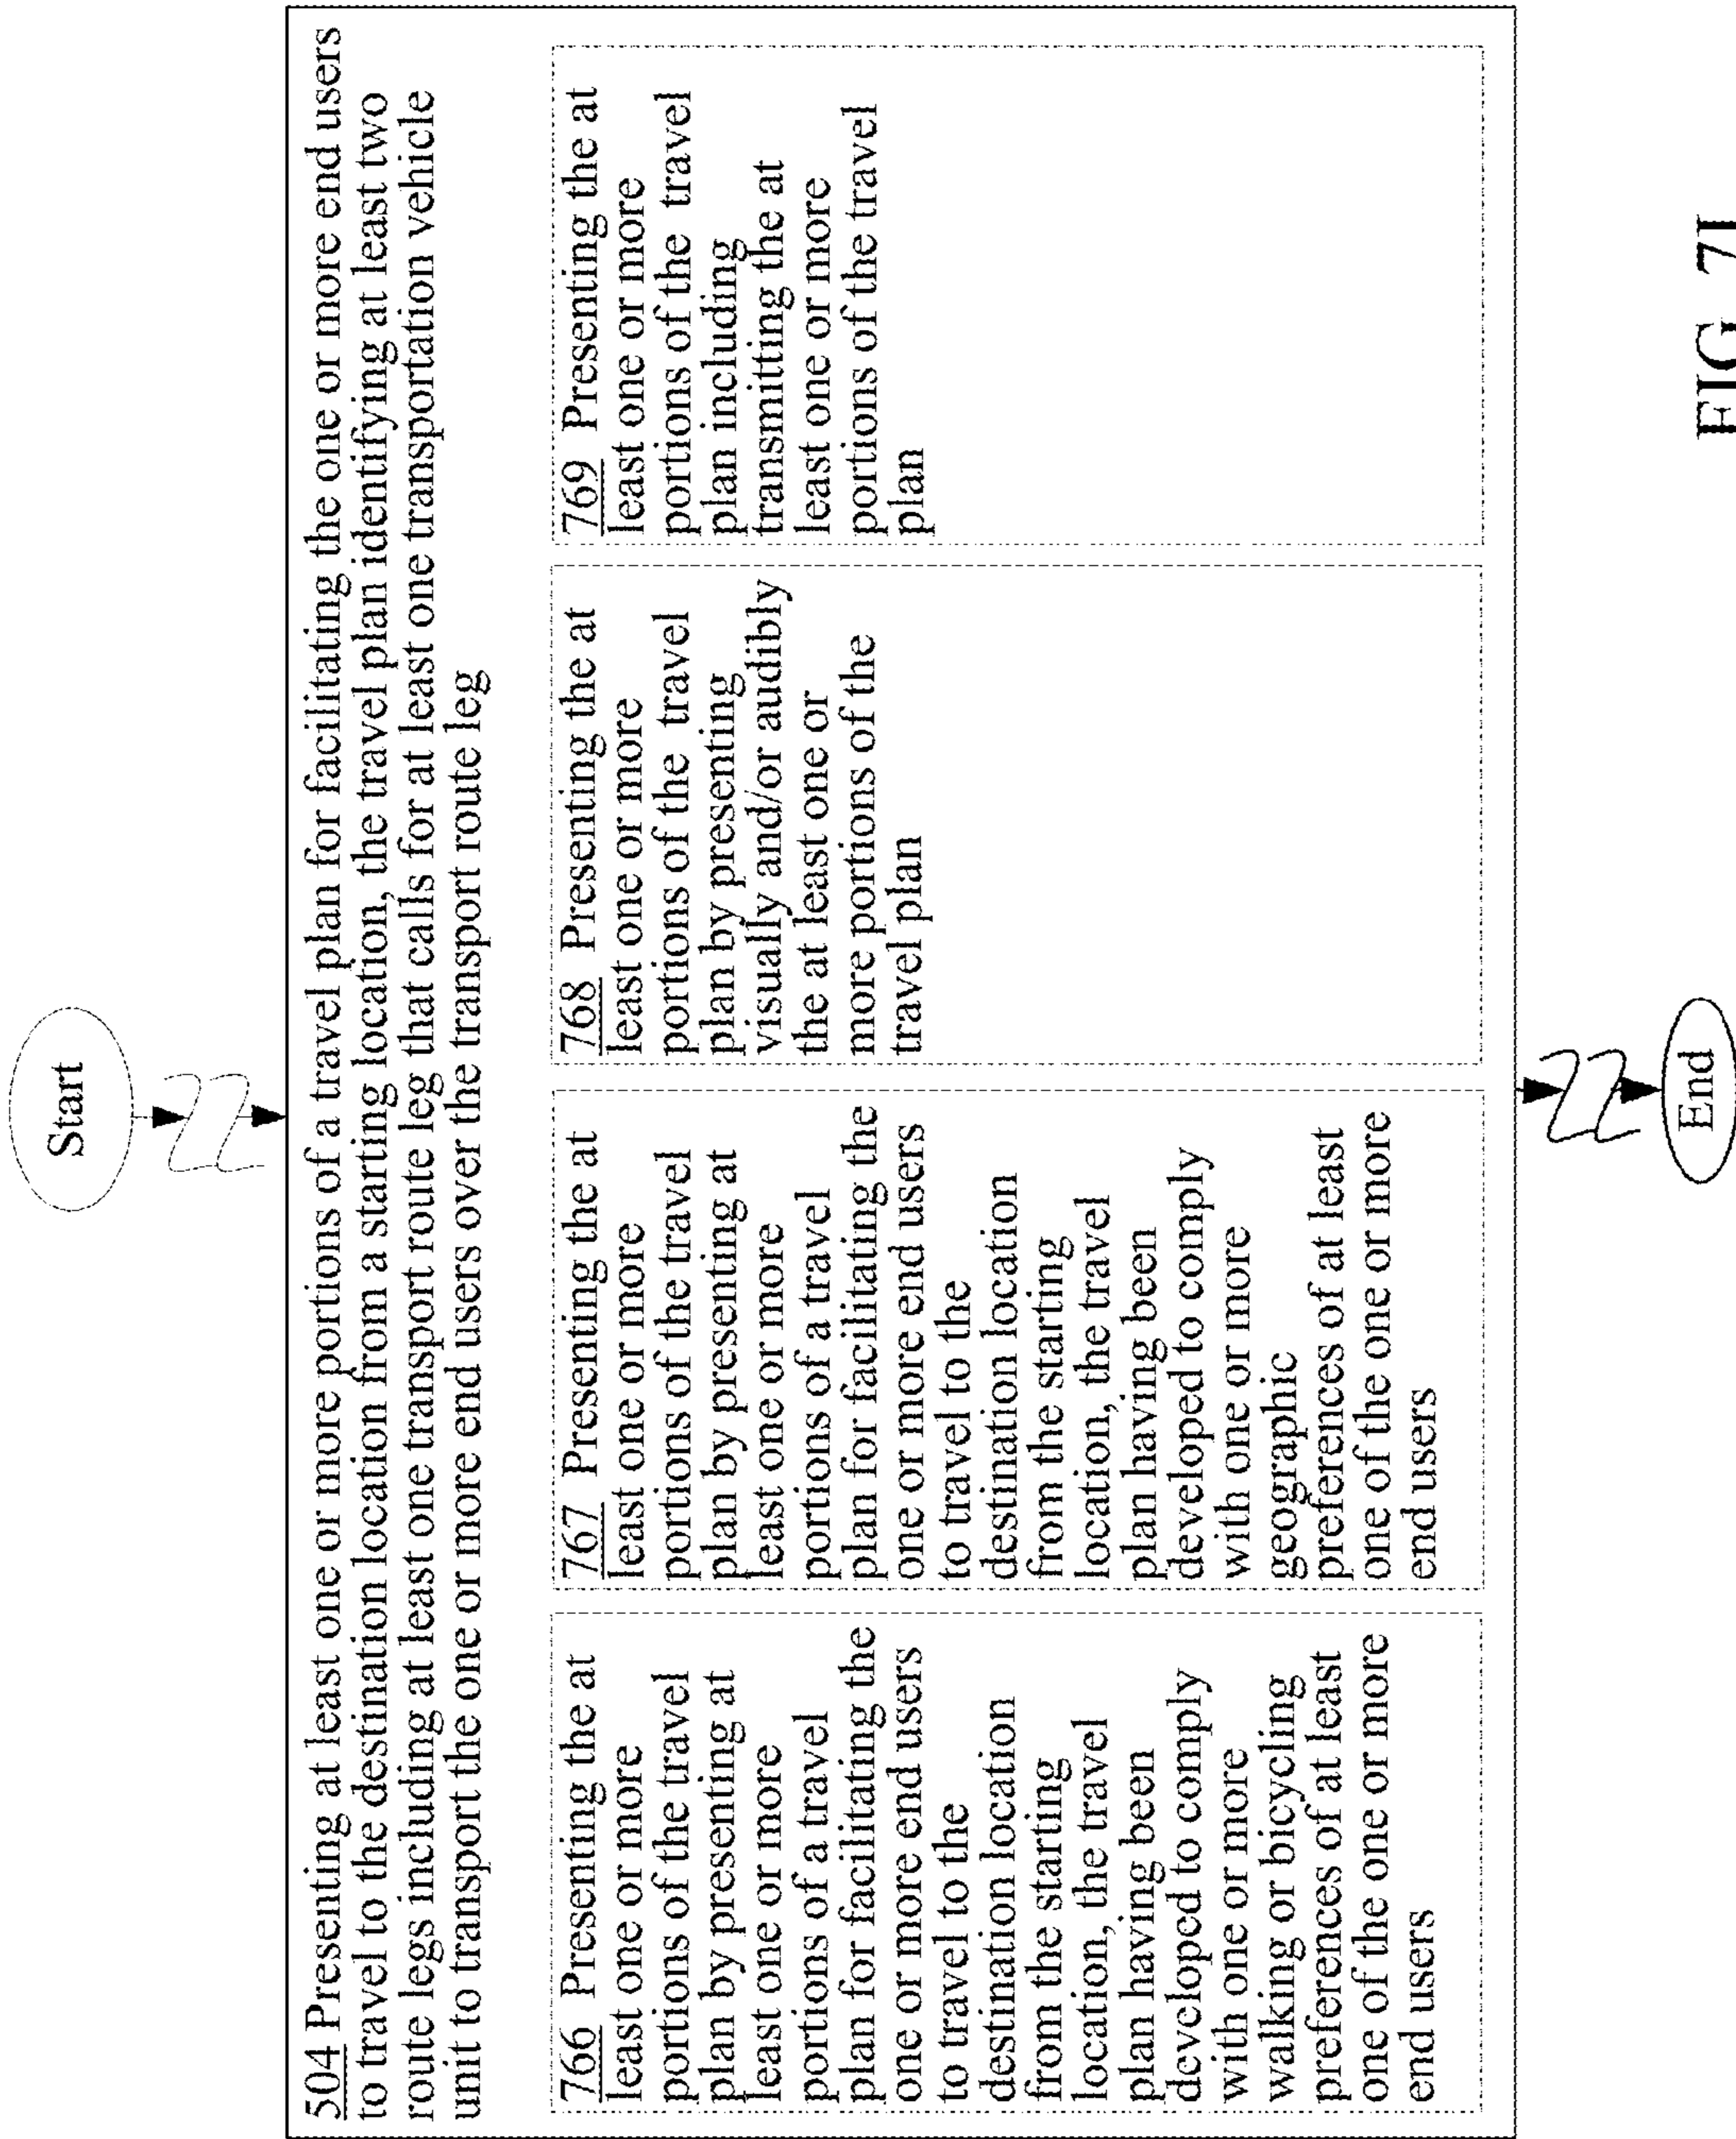 Start
504 Presenting at least one or more portions of a travel plan for facilitating the one or more end users
to travel to the destination location from a starting location, the travel plan identifying at least two
route legs including at least one transport route leg that calls for at least one transportation vehicle
unit to transport the one or more end users over the transport route leg
766 Presenting the at
least one or more
portions of the travel
plan by presenting at
least one or more
portions of a travel
plan for facilitating the
one or more end users
to travel to the
destination location
from the starting
location, the travel
plan having been
developed to comply
with one or more
walking or bicycling
preferences of at least
one of the one or more
end users
767 Presenting the at
least one or more
portions of the travel
plan by presenting at
least one or more
portions of a travel
plan for facilitating the
one or more end users
to travel to the
destination location
from the starting
location, the travel
plan having been
developed to comply
with one or more
geographic
preferences of at least
one of the one or more
end users
768 Presenting the at
least one or more
portions of the travel
plan by presenting
visually and/or audibly
the at least one or
more portions of the
travel plan
769 Presenting the at
least one or more
portions of the travel
plan including
transmitting the at
least one or more
portions of the travel
plan
End